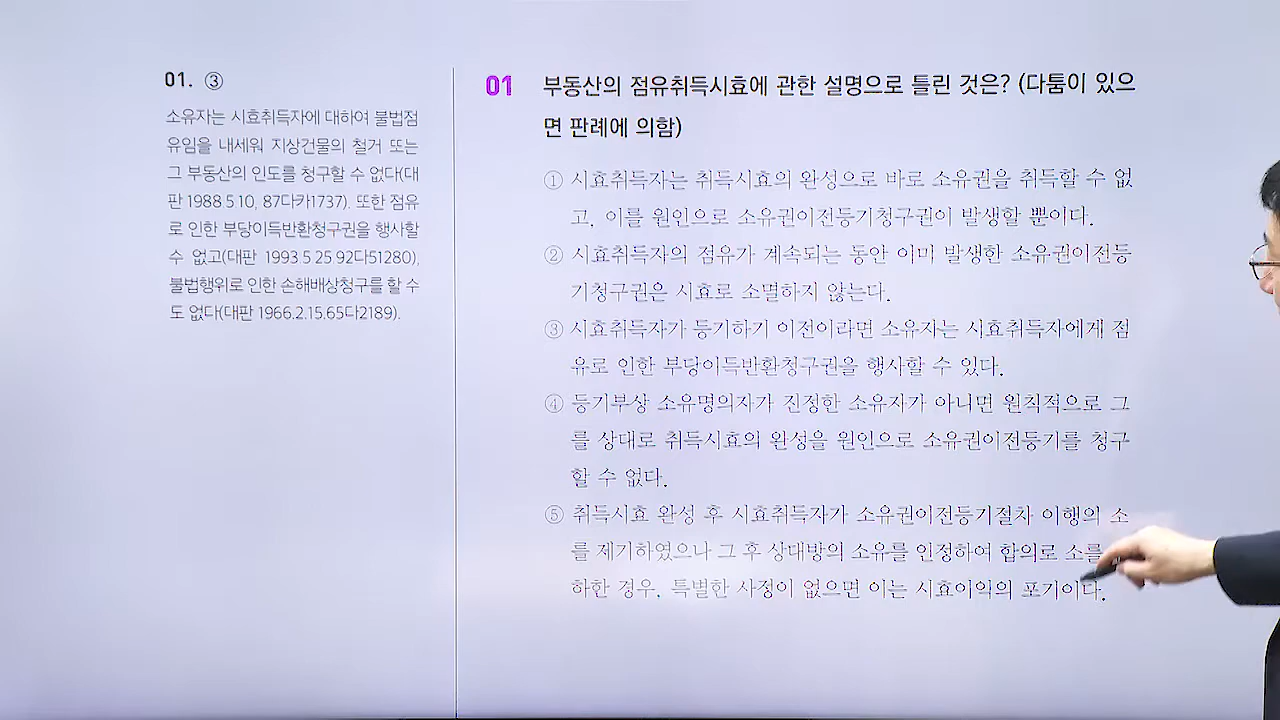 01. ③
소유자는 시효취득자에 대하여 불법점
유임을 내세워 지상건물의 철거 또는
그 부동산의 인도를 청구할 수 없다(대
판 1988 5 10, 87다카1737). 또한 점유
로 인한 부당이득반환청구권을 행사할
수 없고(대판 1993 5 25 92다51280),
불법행위로 인한 손해배상청구를 할 수
도 없다(대판 1966.2.15.65다2189).
01 부동산의 점유취득시효에 관한 설명으로 틀린 것은? (다툼이 있으
면 판례에 의함)
① 시효취득자는 취득시효의 완성으로 바로 소유권을 취득할 수 없
고, 이를 원인으로 소유권이전등기청구권이 발생할 뿐이다.
② 시효취득자의 점유가 계속되는 동안 이미 발생한 소유권이전등
기청구권은 시효로 소멸하지 않는다.
③ 시효취득자가 등기하기 이전이라면 소유자는 시효취득자에게 점
유로 인한 부당이득반환청구권을 행사할 수 있다.
④ 등기부상 소유명의자가 진정한 소유자가 아니면 원칙적으로 그
를 상대로 취득시효의 완성을 원인으로 소유권이전등기를 청구
할 수 없다.
⑤ 취득시효 완성 후 시효취득자가 소유권이전등기절차 이행의 소
를 제기하였으나 그 후 상대방의 소유를 인정하여 합의로 소를
하한 경우, 특별한 사정이 없으면 이는 시효이익의 포기이다.